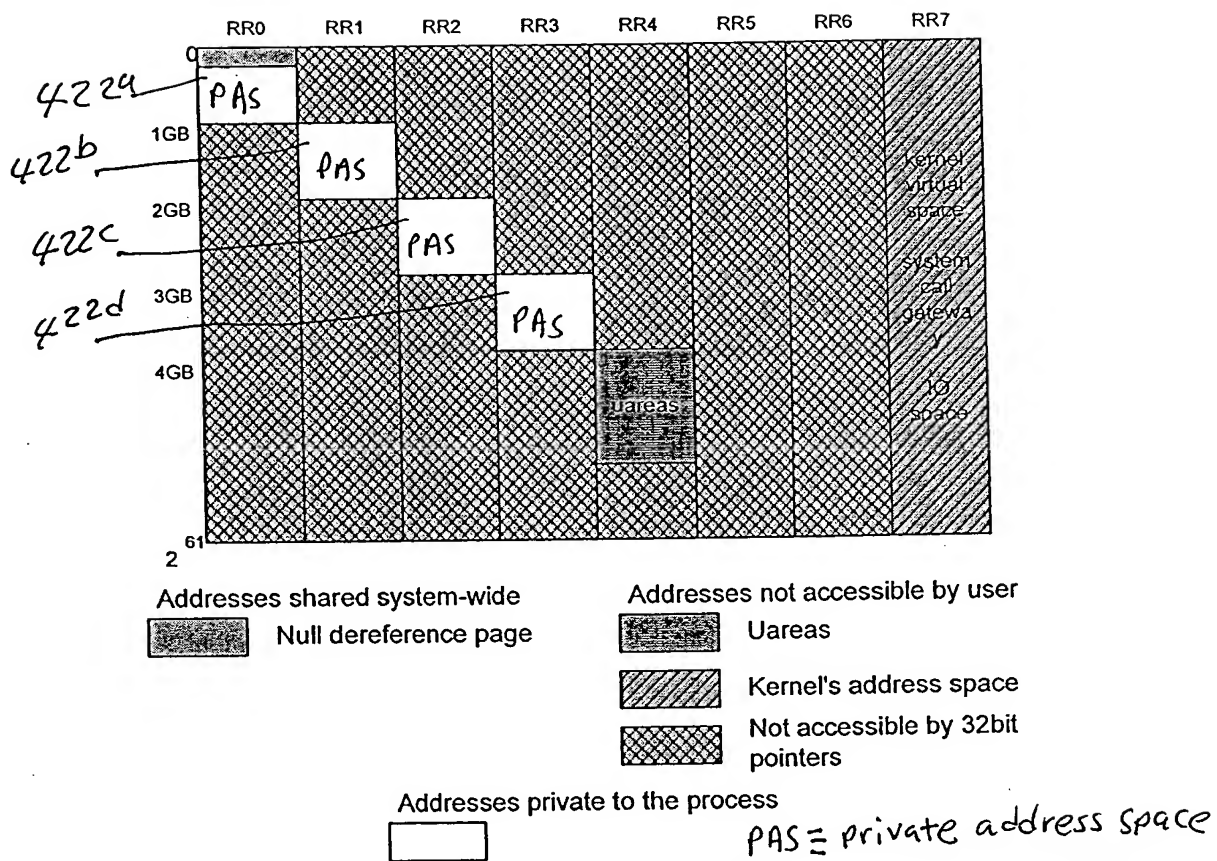 RR0 RR1 RR2 RR3 RR4 RR5 RR6 RR7
0
422a
PAS
1GB
422b
PAS
2GB
422c
PAS
3GB
422d
PAS
4GB
uareas
kernel
virtual
space
system
call
gatewa
y
IO
space
2 61
Addresses shared system-wide
Null dereference page
Addresses not accessible by user
Uareas
Kernel's address space
Not accessible by 32bit
pointers
Addresses private to the process
PAS ≡ private address space